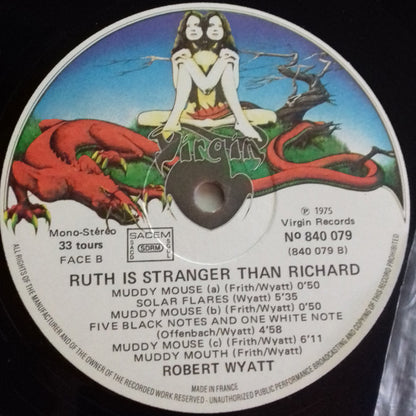 Virgin
Mono-Stéréo
33 tours
FACE B
SACEM
SACD
SDRM
SGDL
℗ 1975
Virgin Records
No 840 079
(840 079 B)
RUTH IS STRANGER THAN RICHARD
MUDDY MOUSE (a) (Frith/Wyatt) 0'50
SOLAR FLARES (Wyatt) 5'35
MUDDY MOUSE (b) (Frith/Wyatt) 0'50
FIVE BLACK NOTES AND ONE WHITE NOTE
(Offenbach/Wyatt) 4'58
MUDDY MOUSE (c) (Frith/Wyatt) 6'11
MUDDY MOUTH (Frith/Wyatt)
ROBERT WYATT
MADE IN FRANCE
ALL RIGHTS OF THE MANUFACTURER AND OF THE OWNER OF THE RECORDED WORK RESERVED - UNAUTHORIZED PUBLIC PERFORMANCE BROADCASTING AND COPYING OF THIS RECORD PROHIBITED